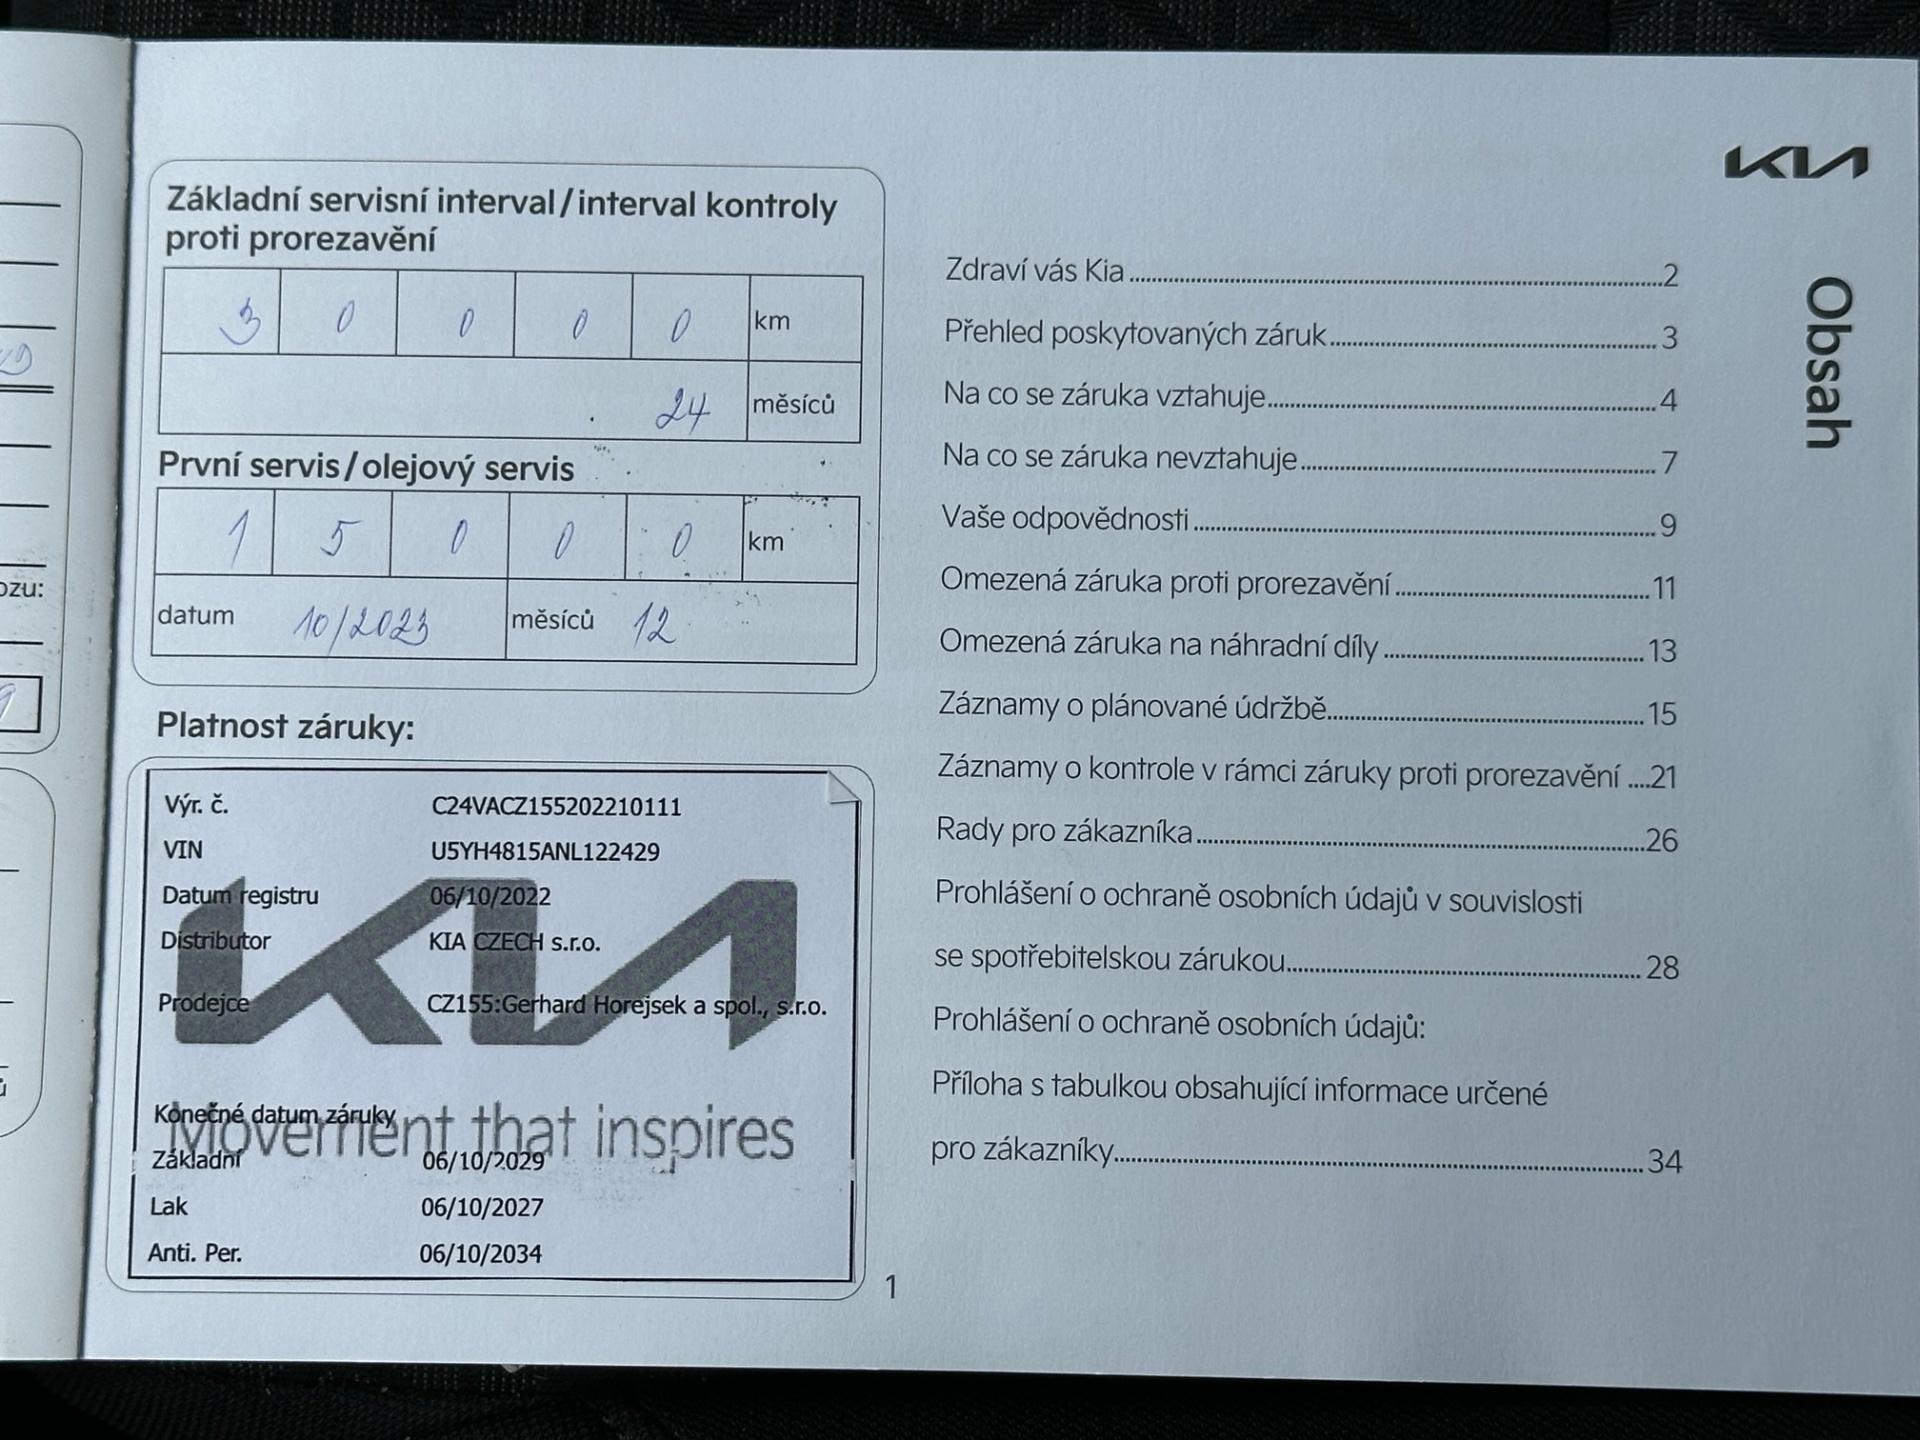 ozu:
Základní servisní interval/interval kontroly
proti prorezavění
3 0 0 0 0 km
24 měsíců
První servis/olejový servis
1 5 0 0 0 km
datum 10/2023 měsíců 12
Platnost záruky:
Výr. č. C24VACZ155202210111
VIN U5YH4815ANL122429
Datum registru 06/10/2022
Distributor KIA CZECH s.r.o.
Prodejce CZ155:Gerhard Horejsek a spol., s.r.o.
KIA
Konečné datum záruky
Movement that inspires
Základní 06/10/2029
Lak 06/10/2027
Anti. Per. 06/10/2034
1
KIA
Obsah
Zdraví vás Kia 2
Přehled poskytovaných záruk 3
Na co se záruka vztahuje 4
Na co se záruka nevztahuje 7
Vaše odpovědnosti 9
Omezená záruka proti prorezavění 11
Omezená záruka na náhradní díly 13
Záznamy o plánované údržbě 15
Záznamy o kontrole v rámci záruky proti prorezavění 21
Rady pro zákazníka 26
Prohlášení o ochraně osobních údajů v souvislosti
se spotřebitelskou zárukou 28
Prohlášení o ochraně osobních údajů:
Příloha s tabulkou obsahující informace určené
pro zákazníky 34